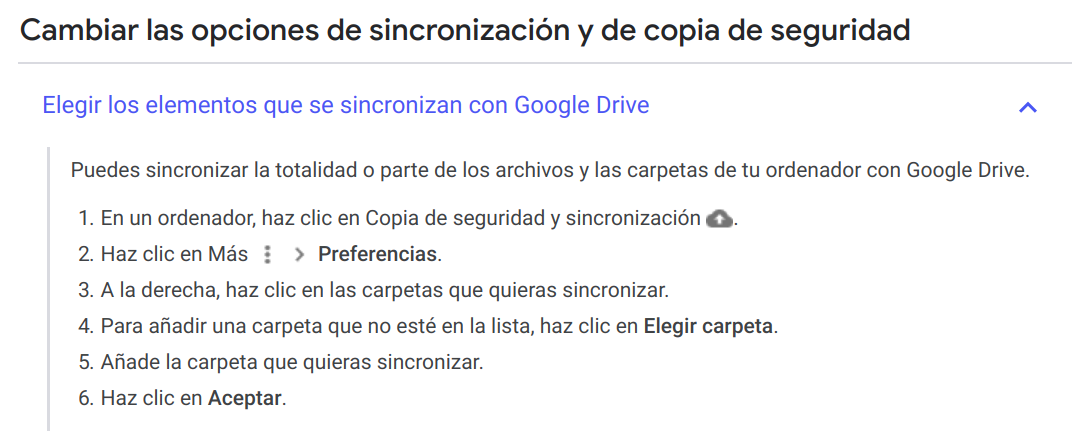 Cambiar las opciones de sincronización y de copia de seguridad
Elegir los elementos que se sincronizan con Google Drive
Puedes sincronizar la totalidad o parte de los archivos y las carpetas de tu ordenador con Google Drive.
1. En un ordenador, haz clic en Copia de seguridad y sincronización .
2. Haz clic en Más > Preferencias.
3. A la derecha, haz clic en las carpetas que quieras sincronizar.
4. Para añadir una carpeta que no esté en la lista, haz clic en Elegir carpeta.
5. Añade la carpeta que quieras sincronizar.
6. Haz clic en Aceptar.